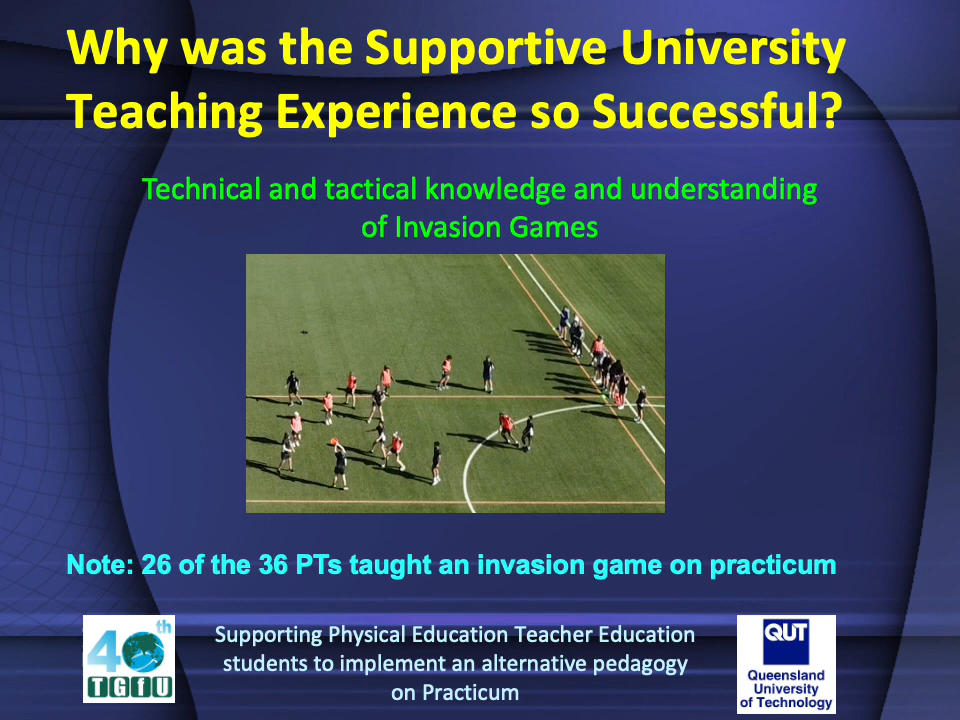 Why was the Supportive University
Teaching Experience so Successful?
Technical and tactical knowledge and understanding
of Invasion Games
Note: 26 of the 36 PTs taught an invasion game on practicum
40th
TGfU
Supporting Physical Education Teacher Education
students to implement an alternative pedagogy
on Practicum
QUT
Queensland
University
of Technology